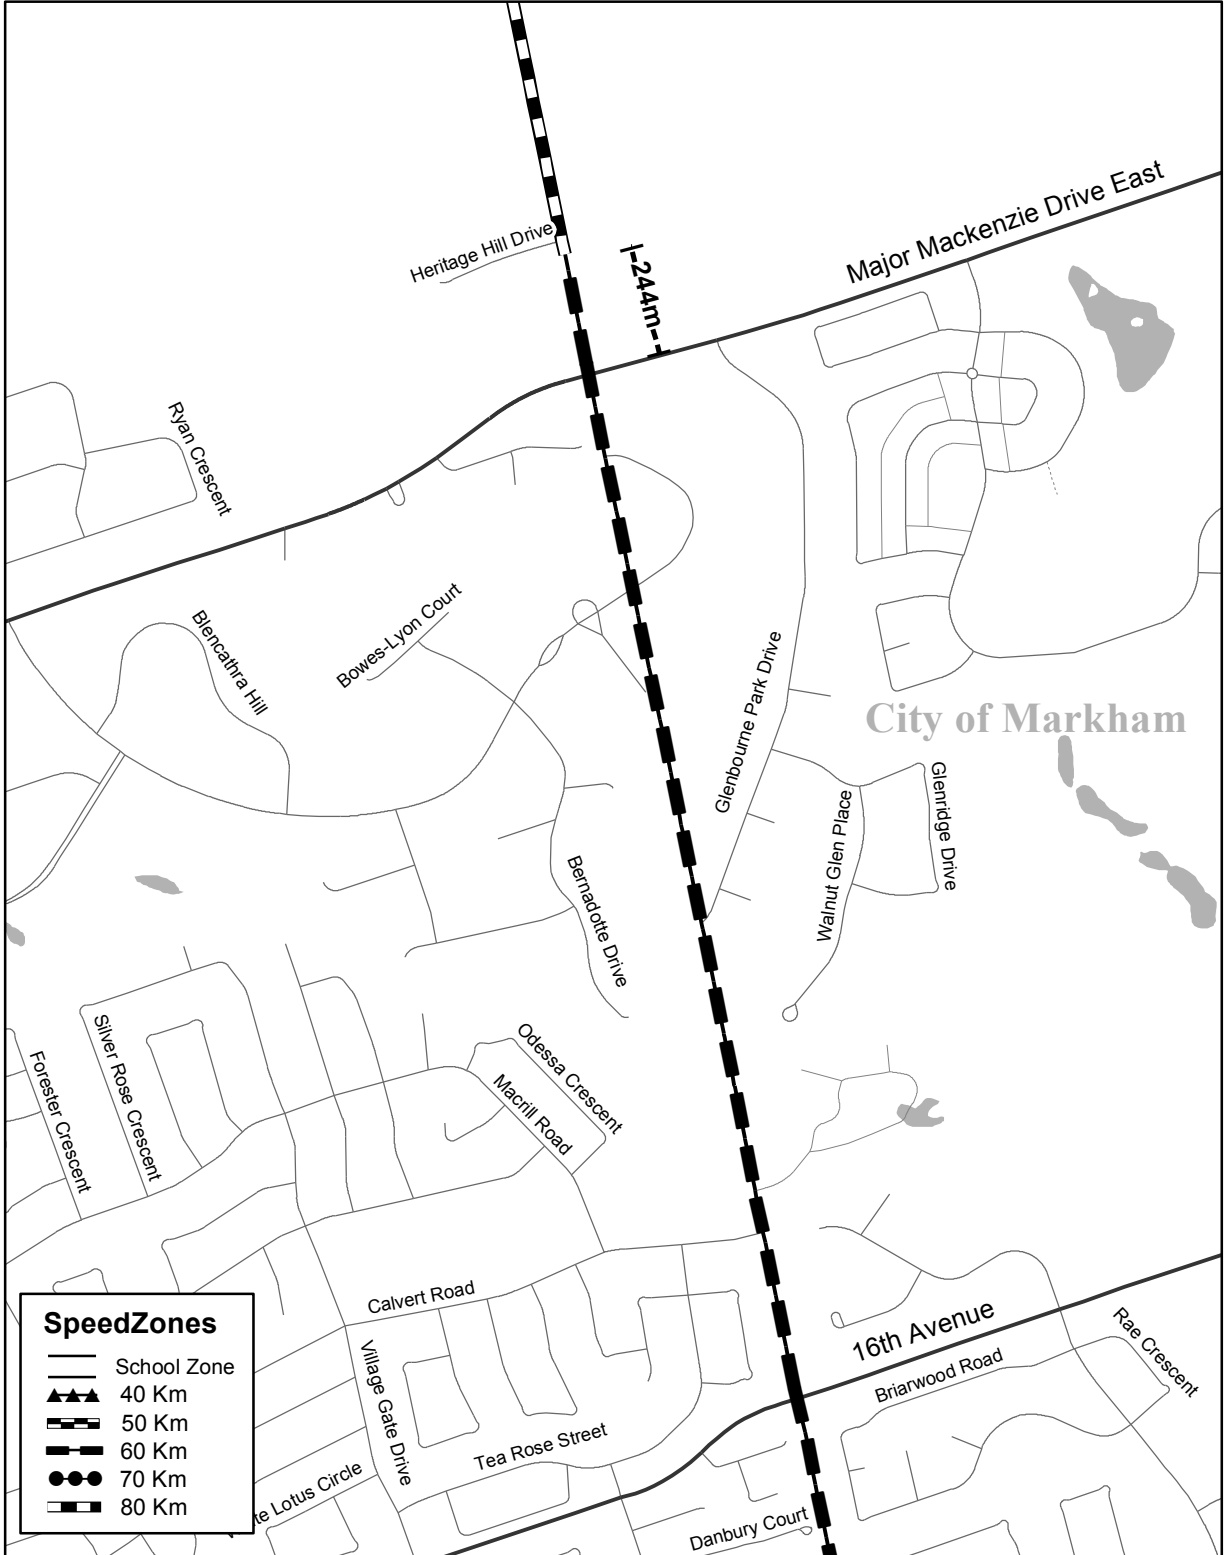 Major Mackenzie Drive East
Heritage Hill Drive
244m
Ryan Crescent
Blencathra Hill
Bowes-Lyon Court
Glenbourne Park Drive
City of Markham
Walnut Glen Place
Glenridge Drive
Bernadotte Drive
Silver Rose Crescent
Forester Crescent
Odessa Crescent
Macrill Road
Calvert Road
16th Avenue
Rae Crescent
Briarwood Road
Village Gate Drive
Tea Rose Street
Lotus Circle
Danbury Court
SpeedZones
School Zone
40 Km
50 Km
60 Km
70 Km
80 Km